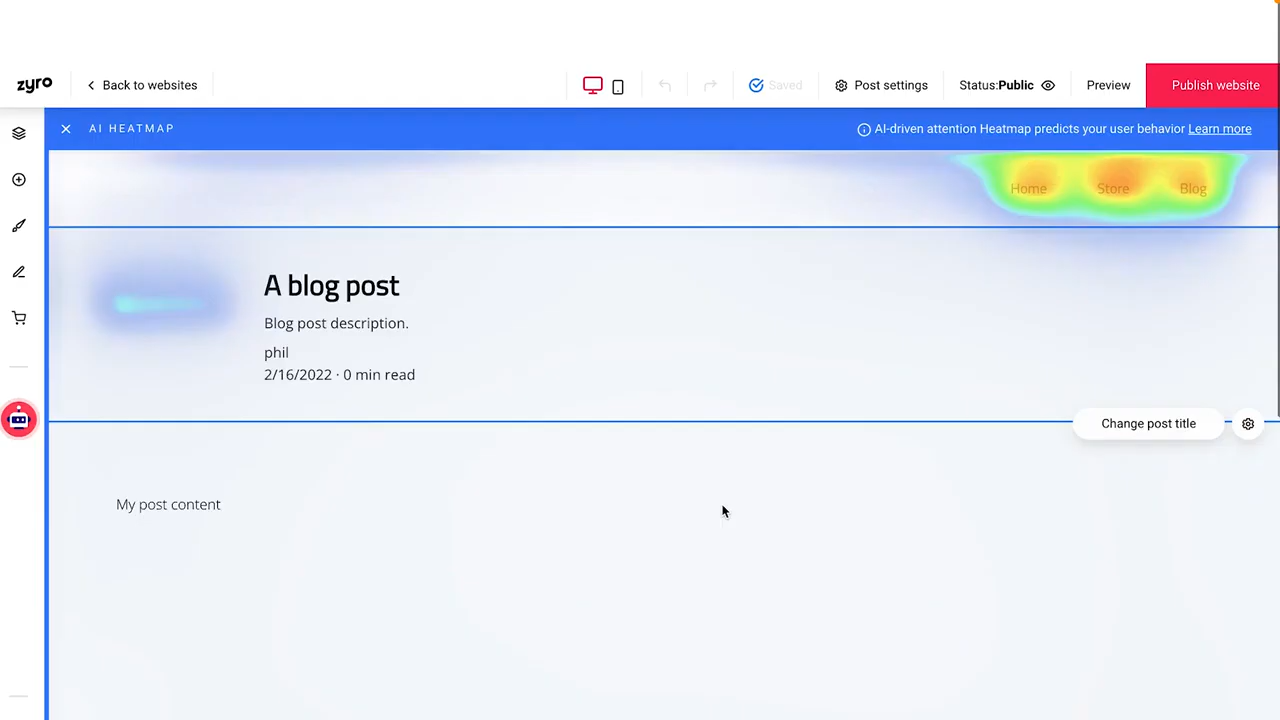 zyro
Back to websites
Saved
Post settings
Status:Public
Preview
Publish website
AI HEATMAP
AI-driven attention Heatmap predicts your user behavior Learn more
Home
Store
Blog
A blog post
Blog post description.
phil
2/16/2022 · 0 min read
Change post title
My post content